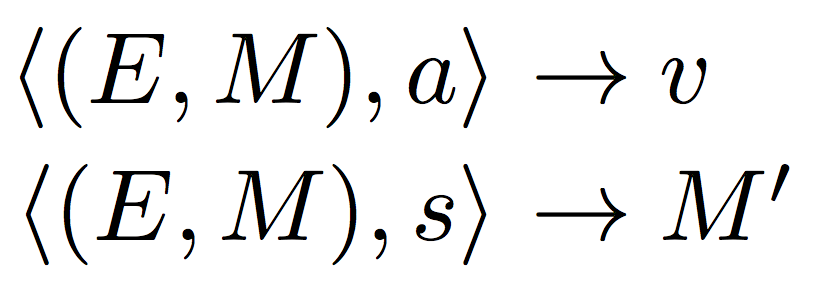 ⟨(E, M), a⟩ → v
⟨(E, M), s⟩ → M′